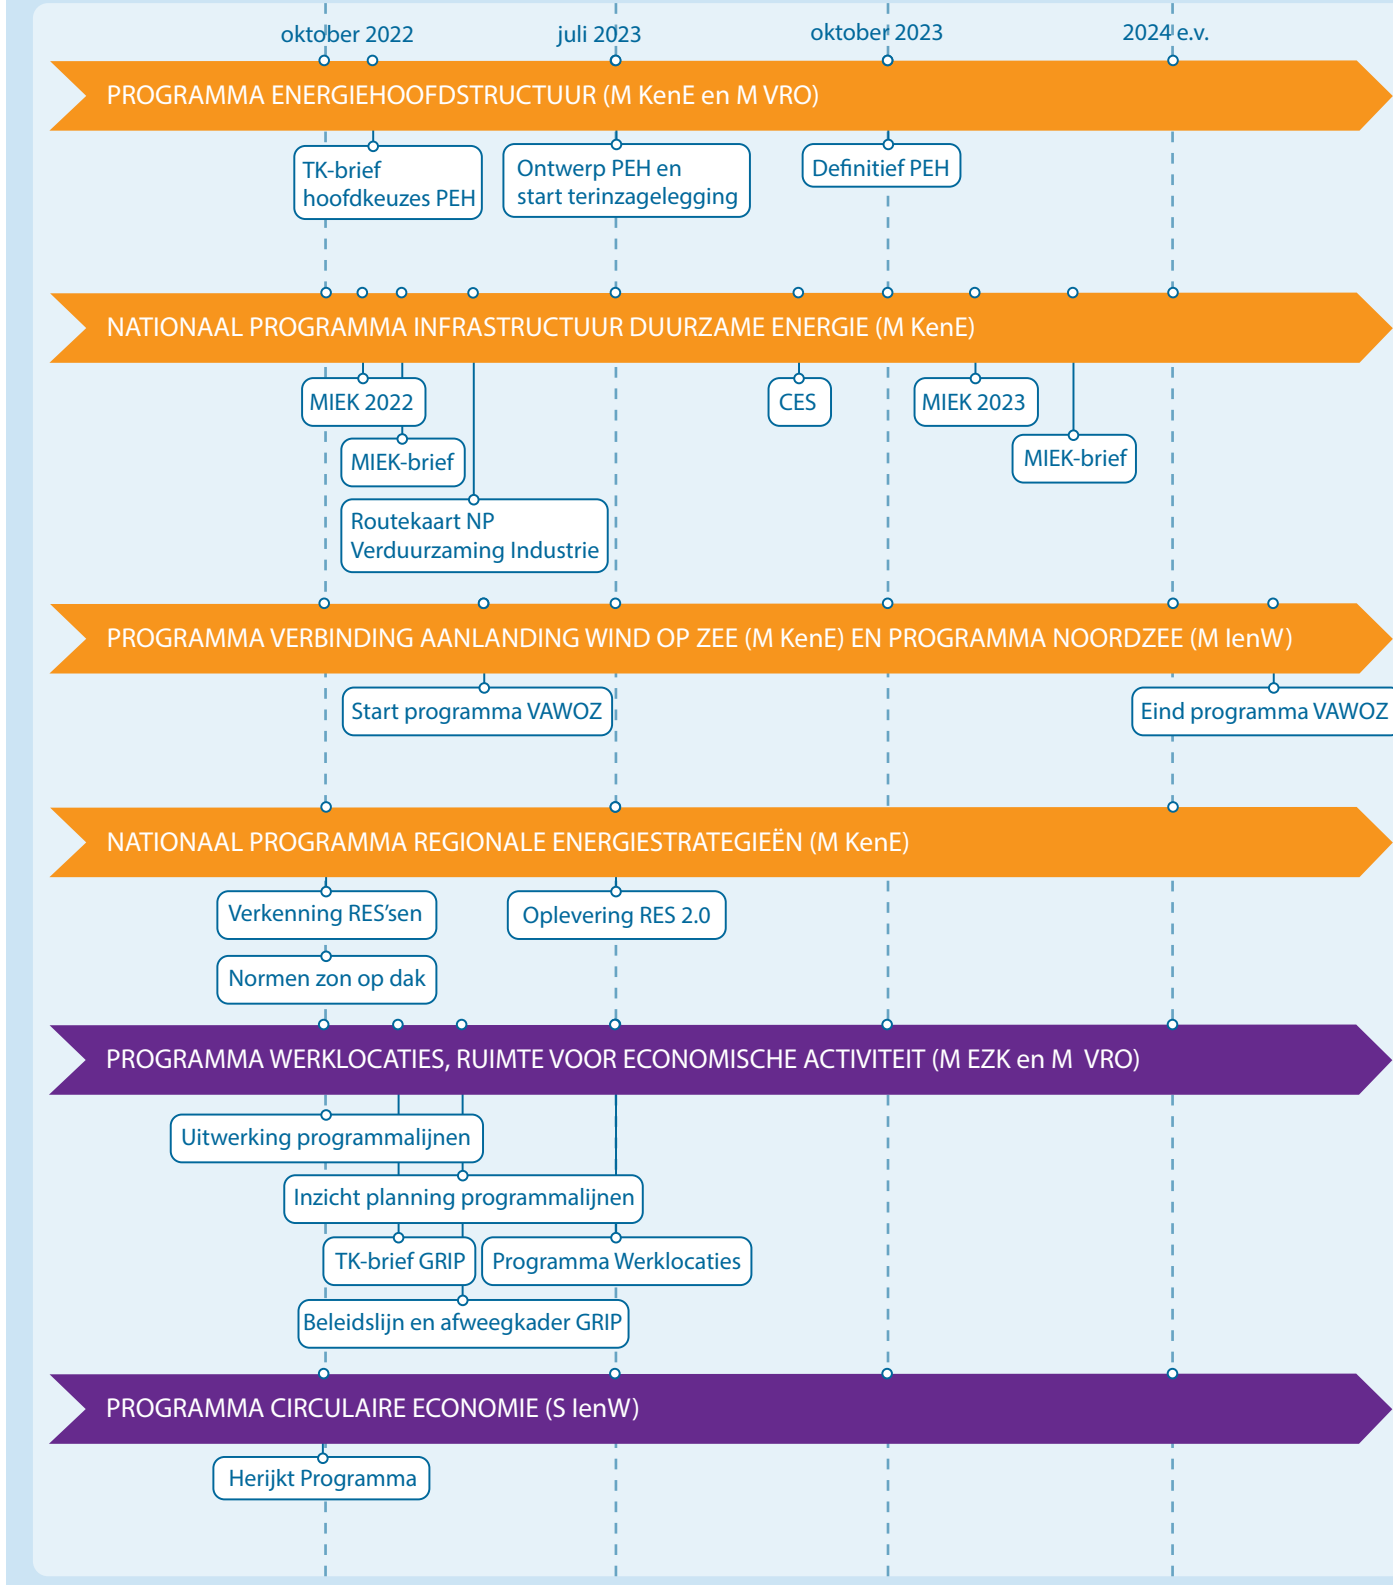 oktober 2022
juli 2023
oktober 2023
2024 e.v.
PROGRAMMA ENERGIEHOOFDSTRUCTUUR (M KenE en M VRO)
TK-brief
hoofdkeuzes PEH
Ontwerp PEH en
start terinzagelegging
Definitief PEH
NATIONAAL PROGRAMMA INFRASTRUCTUUR DUURZAME ENERGIE (M KenE)
MIEK 2022
CES
MIEK 2023
MIEK-brief
MIEK-brief
Routekaart NP
Verduurzaming Industrie
PROGRAMMA VERBINDING AANLANDING WIND OP ZEE (M KenE) EN PROGRAMMA NOORDZEE (M IenW)
Start programma VAWOZ
Eind programma VAWOZ
NATIONAAL PROGRAMMA REGIONALE ENERGIESTRATEGIEËN (M KenE)
Verkenning RES’sen
Oplevering RES 2.0
Normen zon op dak
PROGRAMMA WERKLOCATIES, RUIMTE VOOR ECONOMISCHE ACTIVITEIT (M EZK en M VRO)
Uitwerking programmalijnen
Inzicht planning programmalijnen
TK-brief GRIP
Programma Werklocaties
Beleidslijn en afweegkader GRIP
PROGRAMMA CIRCULAIRE ECONOMIE (S IenW)
Herijkt Programma